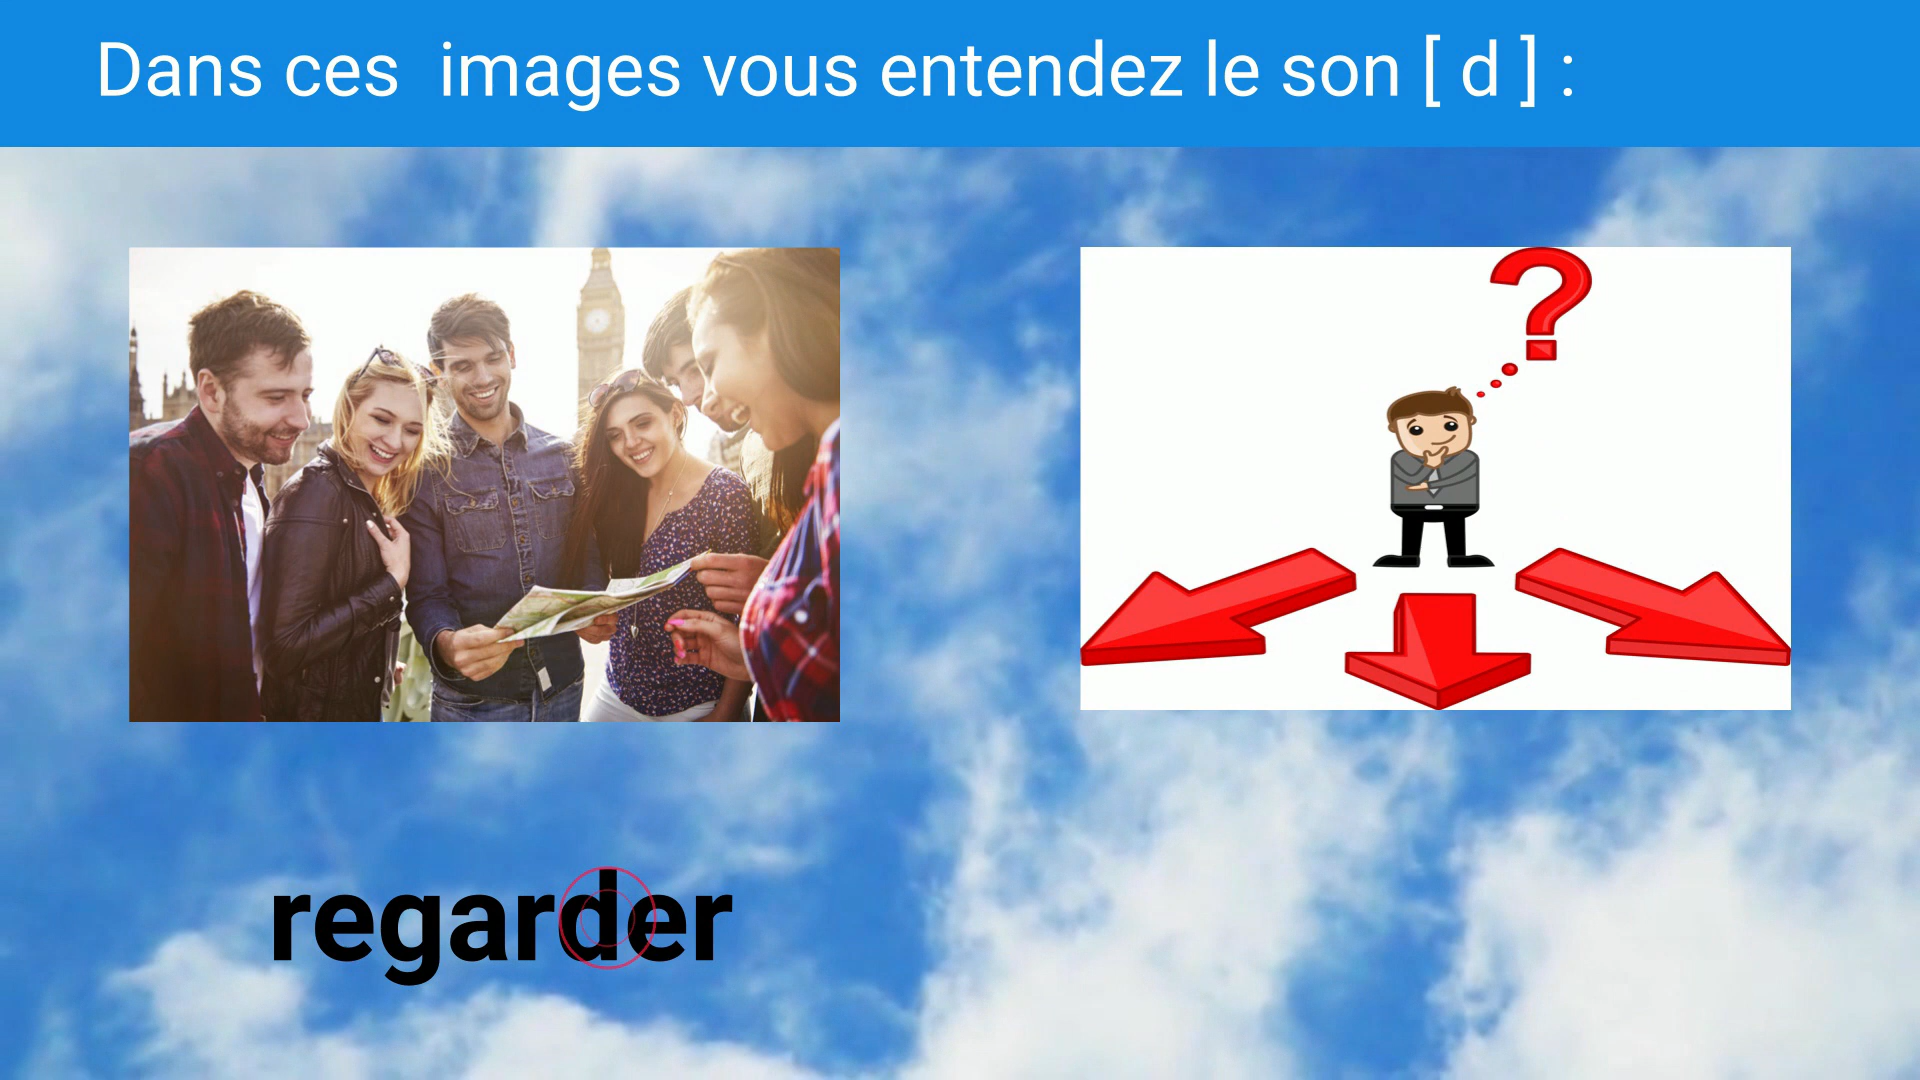 Dans ces  images vous entendez le son [ d ] :
?
regarder